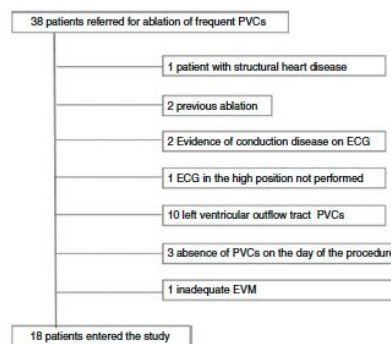 38 patients referred for ablation of frequent PVCs
1 patient with structural heart disease
2 previous ablation
2 Evidence of conduction disease on ECG
1 ECG in the high position not performed
10 left ventricular outflow tract PVCs
3 absence of PVCs on the day of the procedure
1 inadequate EVM
18 patients entered the study